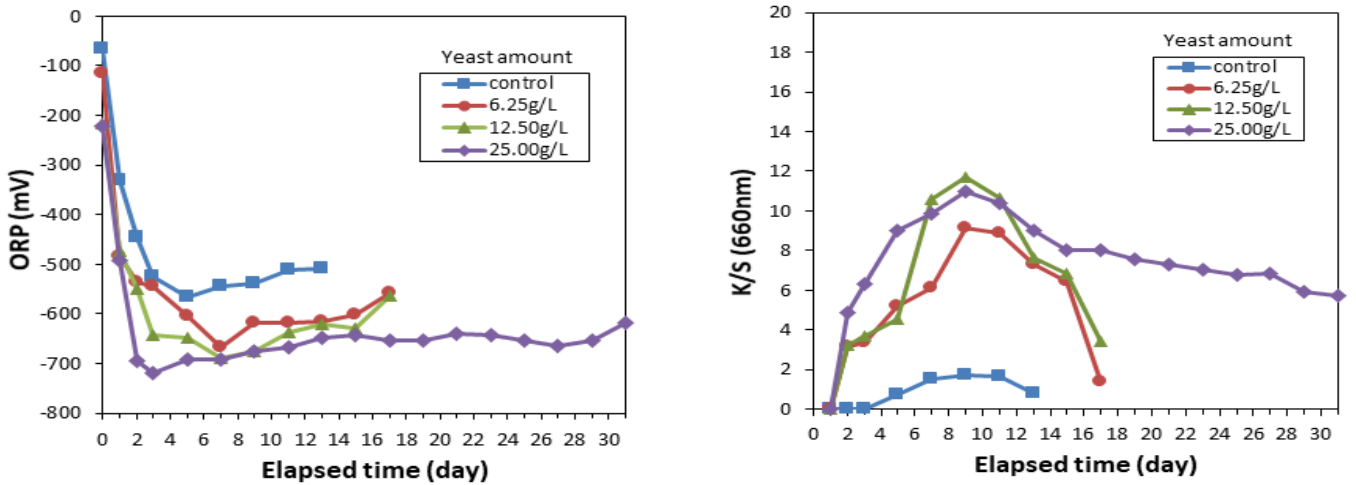 0
-100
-200
-300
-400
-500
-600
-700
-800
ORP (mV)
Yeast amount
control
6.25g/L
12.50g/L
25.00g/L
0 2 4 6 8 10 12 14 16 18 20 22 24 26 28 30
Elapsed time (day)
20
18
16
14
12
10
8
6
4
2
0
K/S (660nm)
Yeast amount
control
6.25g/L
12.50g/L
25.00g/L
0 2 4 6 8 10 12 14 16 18 20 22 24 26 28 30
Elapsed time (day)